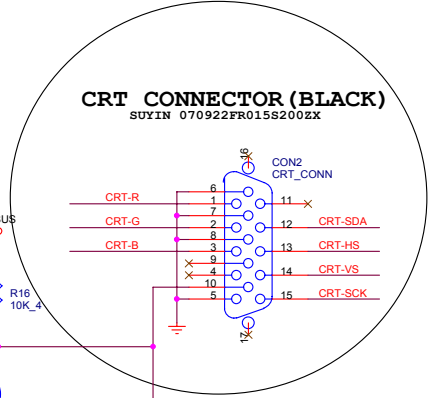 CRT CONNECTOR(BLACK)
SUYIN 070922FR015S200ZX
16
CON2
CRT_CONN
6
CRT-R 1 11
7
US
CRT-G 2 12 CRT-SDA
8
CRT-B 3 13 CRT-HS
9
4 14 CRT-VS
10
R16
5 15 CRT-SCK
10K_4
17